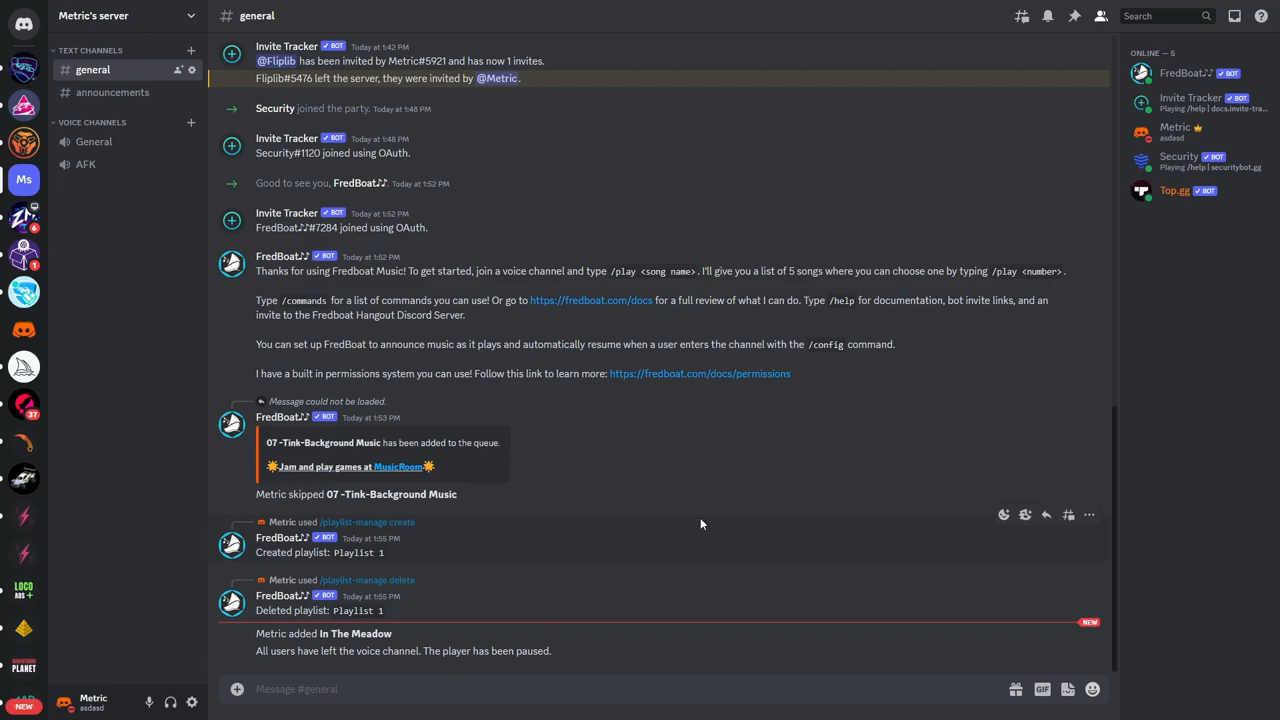 Metric's server
general
Search
TEXT CHANNELS
general
announcements
VOICE CHANNELS
General
AFK
Ms
6
1
37
LOCO
ADS +
PLANET
NEW
Metric
asdasd
Invite Tracker BOT Today at 1:42 PM
@Fliplib has been invited by Metric#5921 and has now 1 invites.
Fliplib#5476 left the server, they were invited by @Metric.
Security joined the party. Today at 1:48 PM
Invite Tracker BOT Today at 1:48 PM
Security#1120 joined using OAuth.
Good to see you, FredBoat♪♪. Today at 1:52 PM
Invite Tracker BOT Today at 1:52 PM
FredBoat♪♪#7284 joined using OAuth.
FredBoat♪♪ BOT Today at 1:52 PM
Thanks for using Fredboat Music! To get started, join a voice channel and type /play <song name>. I'll give you a list of 5 songs where you can choose one by typing /play <number>.
Type /commands for a list of commands you can use! Or go to https://fredboat.com/docs for a full review of what I can do. Type /help for documentation, bot invite links, and an
invite to the Fredboat Hangout Discord Server.
You can set up FredBoat to announce music as it plays and automatically resume when a user enters the channel with the /config command.
I have a built in permissions system you can use! Follow this link to learn more: https://fredboat.com/docs/permissions
Message could not be loaded.
FredBoat♪♪ BOT Today at 1:53 PM
07 -Tink-Background Music has been added to the queue.
🌟Jam and play games at MusicRoom🌟
Metric skipped 07 -Tink-Background Music
Metric used /playlist-manage create
FredBoat♪♪ BOT Today at 1:55 PM
Created playlist: Playlist 1
Metric used /playlist-manage delete
FredBoat♪♪ BOT Today at 1:55 PM
Deleted playlist: Playlist 1
NEW
Metric added In The Meadow
All users have left the voice channel. The player has been paused.
Message #general
GIF
ONLINE — 5
FredBoat♪♪ BOT
Invite Tracker BOT
Playing /help | docs.invite-tra...
Metric
asdasd
Security BOT
Playing /help | securitybot.gg
Top.gg BOT